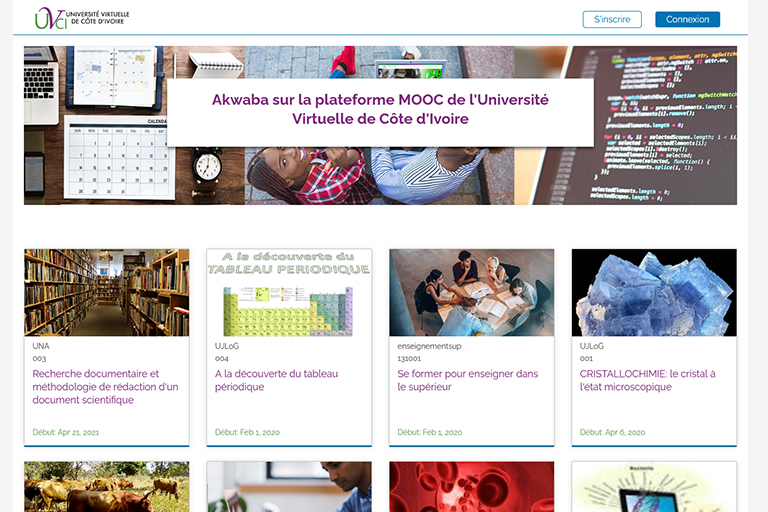 UVCI
UNIVERSITÉ VIRTUELLE
DE CÔTE D'IVOIRE
S'inscrire
Connexion
Akwaba sur la plateforme MOOC de l'Université
Virtuelle de Côte d'Ivoire
A la découverte du
TABLEAU PERIODIQUE
UNA
003
Recherche documentaire et
méthodologie de rédaction d'un
document scientifique
Début: Apr 21, 2021
UJLoG
004
A la découverte du tableau
périodique
Début: Feb 1, 2020
enseignementsup
131001
Se former pour enseigner dans
le supérieur
Début: Feb 1, 2020
UJLoG
001
CRISTALLOCHIMIE: le cristal à
l'état microscopique
Début: Apr 6, 2020